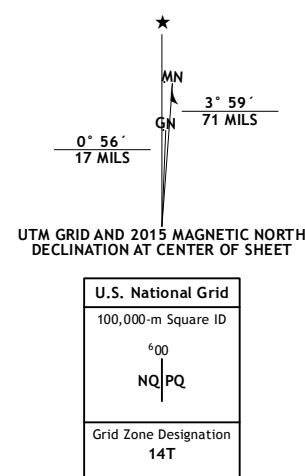 ★
MN
GN
3° 59´
71 MILS
0° 56´
17 MILS
UTM GRID AND 2015 MAGNETIC NORTH
DECLINATION AT CENTER OF SHEET
U.S. National Grid
100,000-m Square ID
⁶00
NQ PQ
Grid Zone Designation
14T